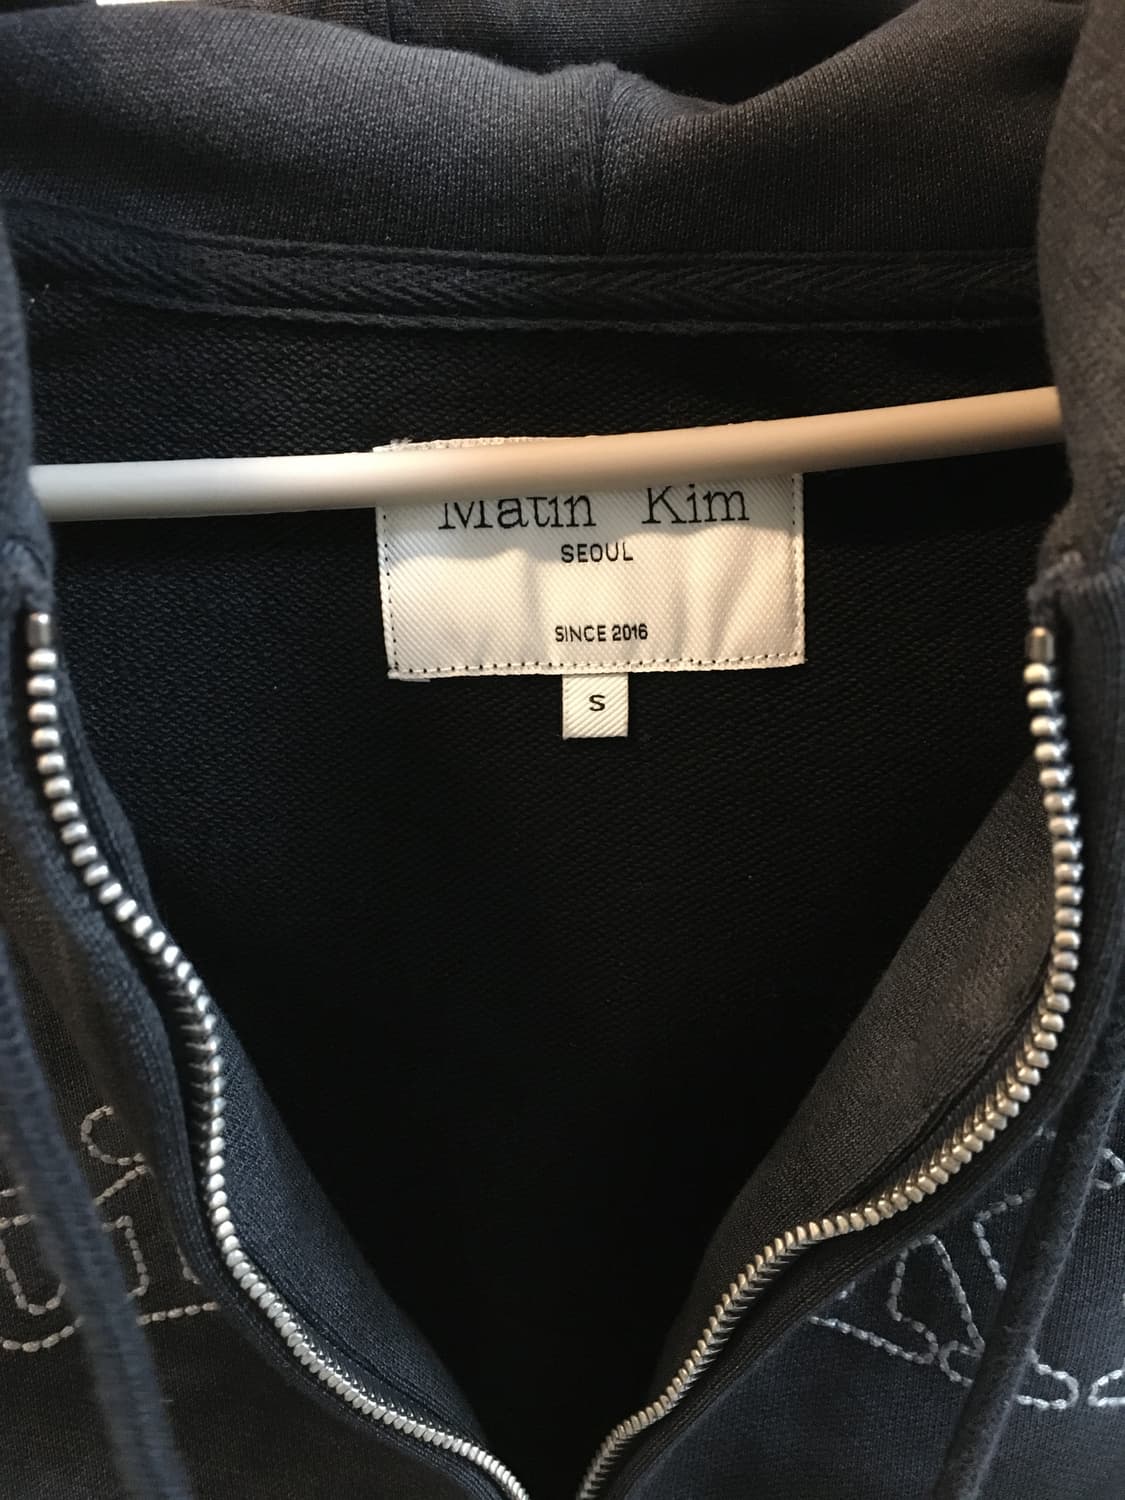 Matin Kim
SEOUL
SINCE 2016
S